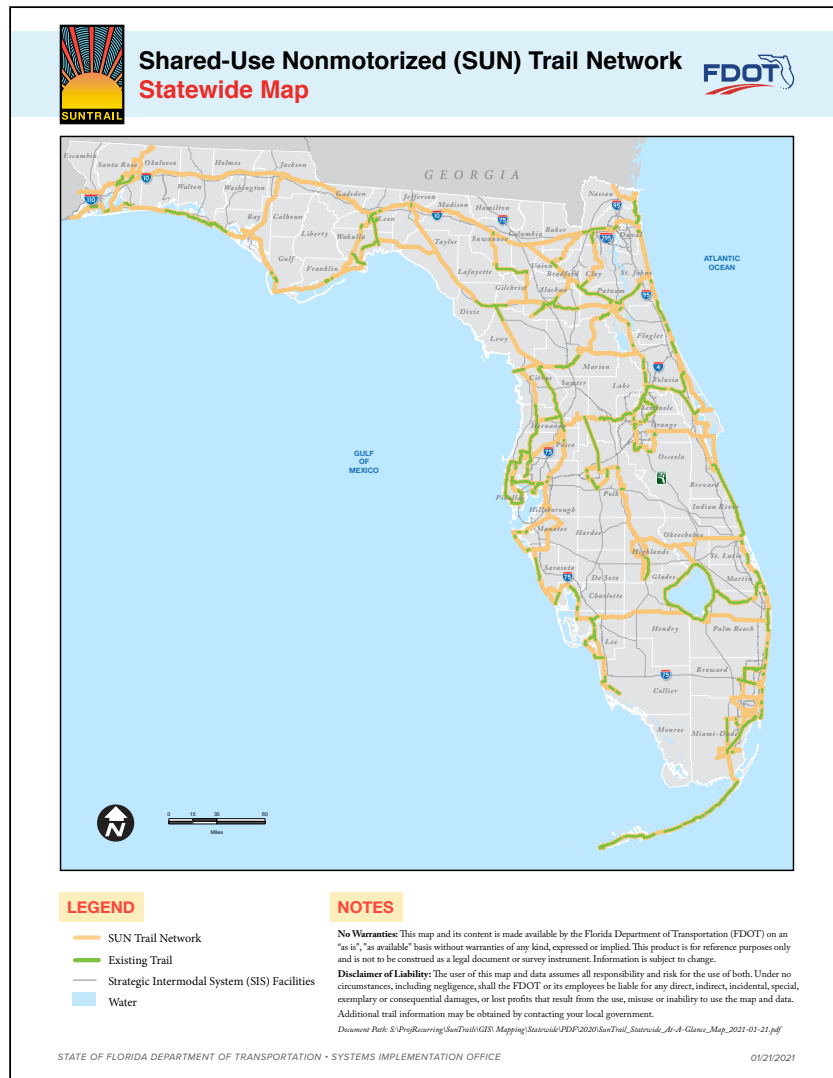 SUNTRAIL
Shared-Use Nonmotorized (SUN) Trail Network
Statewide Map
FDOT
GEORGIA
Escambia
Santa Rosa
Okaloosa
Holmes
Jackson
Walton
Washington
Gadsden
Bay
Calhoun
Leon
Jefferson
Madison
Hamilton
Nassau
Liberty
Wakulla
Gulf
Franklin
Taylor
Suwannee
Columbia
Baker
Duval
Lafayette
Union
Bradford
Clay
St. Johns
Gilchrist
Alachua
Putnam
Dixie
Levy
Flagler
Marion
Citrus
Sumter
Lake
Volusia
Hernando
Seminole
Orange
Pasco
Osceola
Polk
Brevard
Pinellas
Hillsborough
Indian River
Manatee
Hardee
Okeechobee
Highlands
St. Lucie
Sarasota
De Soto
Glades
Martin
Charlotte
Lee
Hendry
Palm Beach
Collier
Broward
Monroe
Miami-Dade
10
110
10
75
95
295
75
4
75
75
75
ATLANTIC
OCEAN
GULF
OF
MEXICO
N
0 15 30 60
Miles
LEGEND
SUN Trail Network
Existing Trail
Strategic Intermodal System (SIS) Facilities
Water
NOTES
No Warranties: This map and its content is made available by the Florida Department of Transportation (FDOT) on an
"as is", "as available" basis without warranties of any kind, expressed or implied. This product is for reference purposes only
and is not to be construed as a legal document or survey instrument. Information is subject to change.
Disclaimer of Liability: The user of this map and data assumes all responsibility and risk for the use of both. Under no
circumstances, including negligence, shall the FDOT or its employees be liable for any direct, indirect, incidental, special,
exemplary or consequential damages, or lost profits that result from the use, misuse or inability to use the map and data.
Additional trail information may be obtained by contacting your local government.
Document Path: S:\ProjRecurring\SunTrails\GIS\ Mapping\Statewide\PDF\2020\SunTrail_Statewide_At-A-Glance_Map_2021-01-21.pdf
STATE OF FLORIDA DEPARTMENT OF TRANSPORTATION • SYSTEMS IMPLEMENTATION OFFICE
01/21/2021